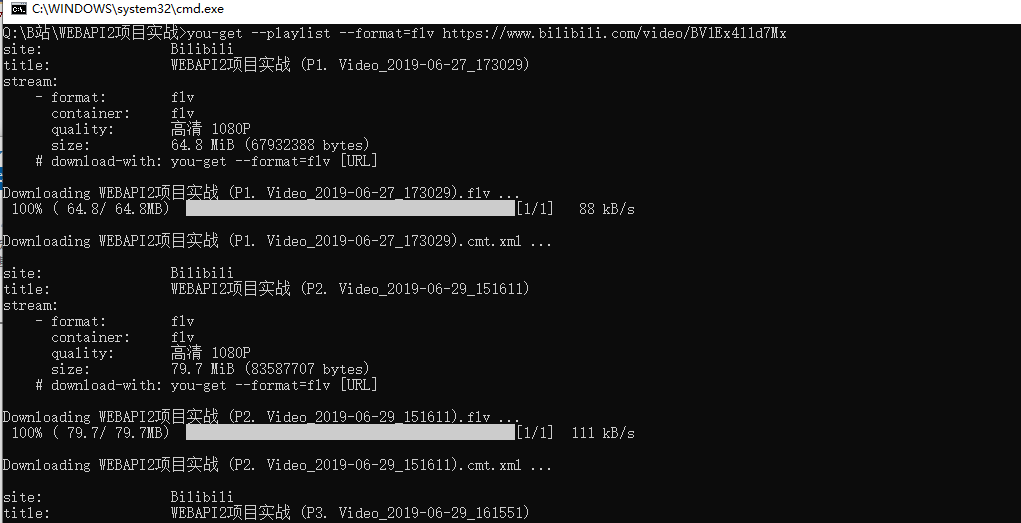 C:\WINDOWS\system32\cmd.exe
Q:\B站\WEBAPI2项目实战>you-get --playlist --format=flv https://www.bilibili.com/video/BV1Ex411d7Mx
site: Bilibili
title: WEBAPI2项目实战 (P1. Video_2019-06-27_173029)
stream:
- format: flv
container: flv
quality: 高清 1080P
size: 64.8 MiB (67932388 bytes)
# download-with: you-get --format=flv [URL]
Downloading WEBAPI2项目实战 (P1. Video_2019-06-27_173029).flv ...
100% ( 64.8/ 64.8MB) [1/1] 88 kB/s
Downloading WEBAPI2项目实战 (P1. Video_2019-06-27_173029).cmt.xml ...
site: Bilibili
title: WEBAPI2项目实战 (P2. Video_2019-06-29_151611)
stream:
- format: flv
container: flv
quality: 高清 1080P
size: 79.7 MiB (83587707 bytes)
# download-with: you-get --format=flv [URL]
Downloading WEBAPI2项目实战 (P2. Video_2019-06-29_151611).flv ...
100% ( 79.7/ 79.7MB) [1/1] 111 kB/s
Downloading WEBAPI2项目实战 (P2. Video_2019-06-29_151611).cmt.xml ...
site: Bilibili
title: WEBAPI2项目实战 (P3. Video_2019-06-29_161551)